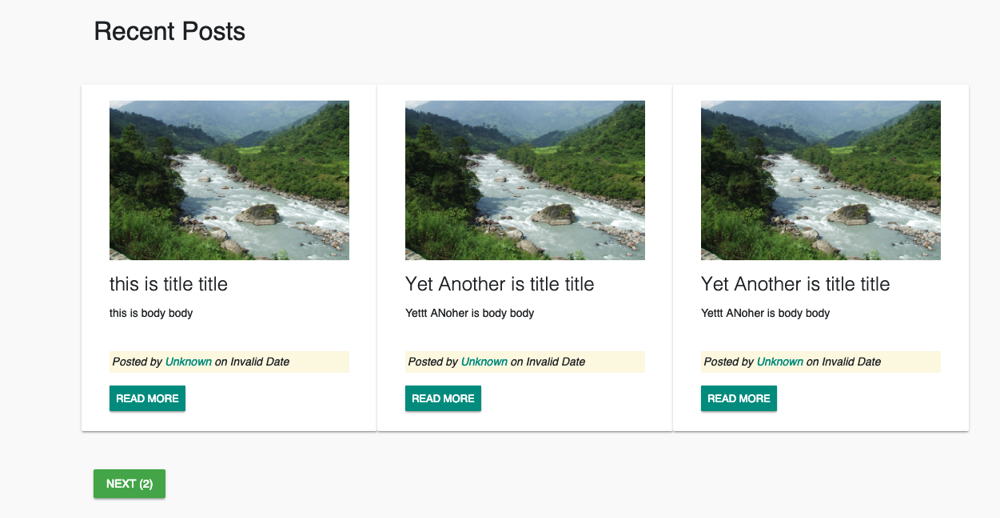 Recent Posts
this is title title
this is body body
Posted by Unknown on Invalid Date
READ MORE
Yet Another is title title
Yettt ANoher is body body
Posted by Unknown on Invalid Date
READ MORE
Yet Another is title title
Yettt ANoher is body body
Posted by Unknown on Invalid Date
READ MORE
NEXT (2)